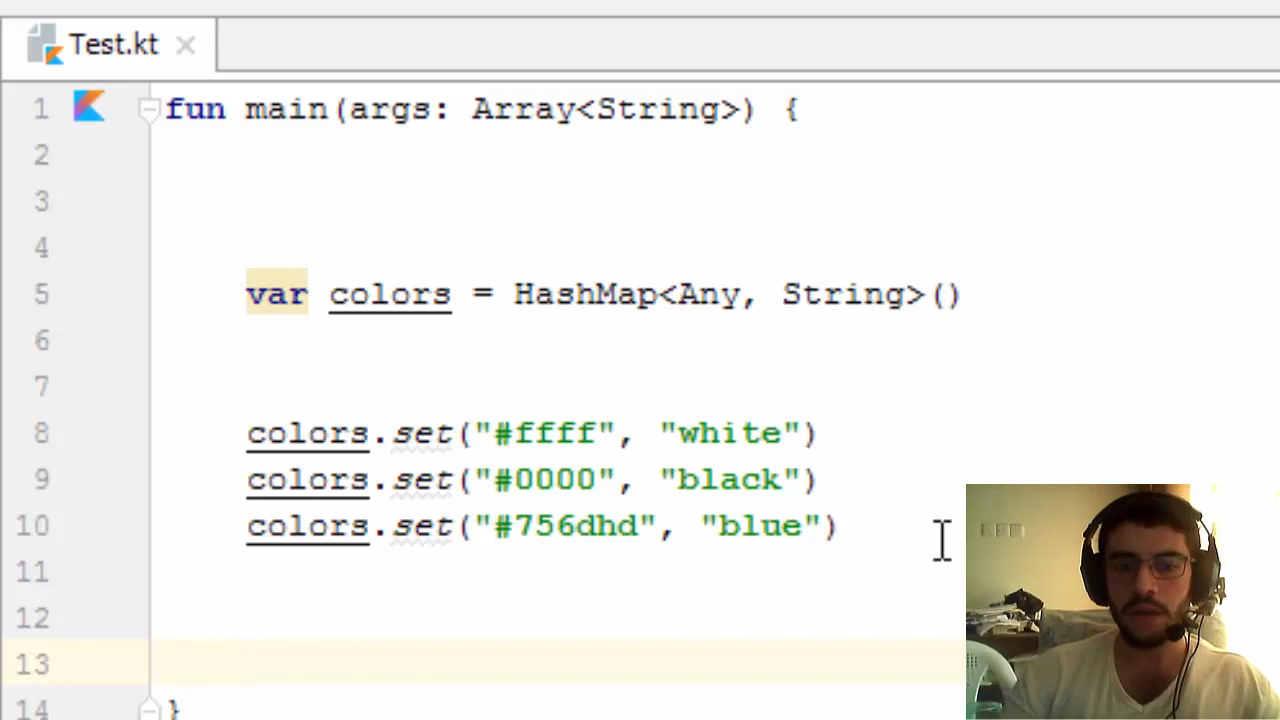 Test.kt
1 fun main(args: Array<String>) {
2
3
4
5 var colors = HashMap<Any, String>()
6
7
8 colors.set("#ffff", "white")
9 colors.set("#0000", "black")
10 colors.set("#756dhd", "blue")
11
12
13
14 }